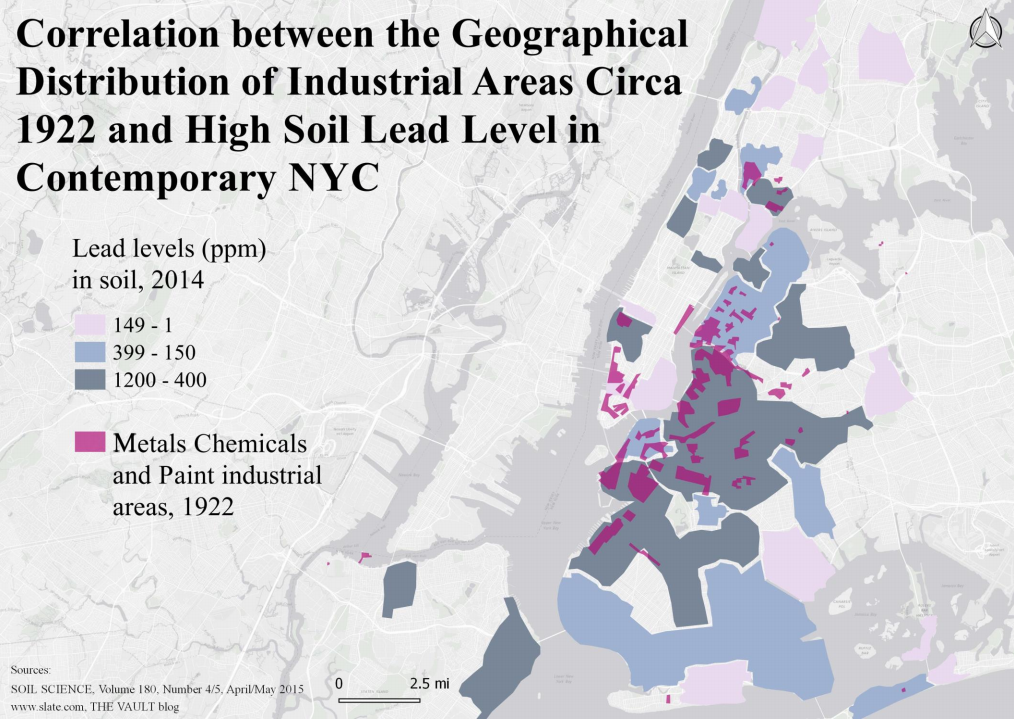 Correlation between the Geographical
Distribution of Industrial Areas Circa
1922 and High Soil Lead Level in
Contemporary NYC
Lead levels (ppm)
in soil, 2014
149 - 1
399 - 150
1200 - 400
Metals Chemicals
and Paint industrial
areas, 1922
Sources:
SOIL SCIENCE, Volume 180, Number 4/5, April/May 2015
www.slate.com, THE VAULT blog
0
2.5 mi